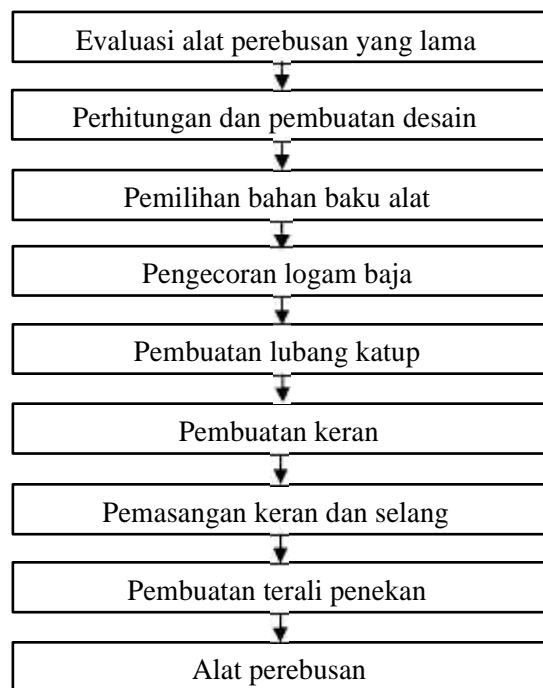 Evaluasi alat perebusan yang lama
Perhitungan dan pembuatan desain
Pemilihan bahan baku alat
Pengecoran logam baja
Pembuatan lubang katup
Pembuatan keran
Pemasangan keran dan selang
Pembuatan terali penekan
Alat perebusan